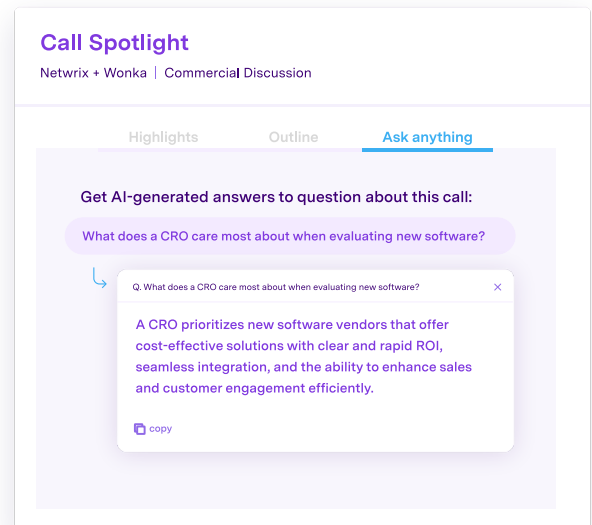 Call Spotlight
Netwrix + Wonka | Commercial Discussion
Highlights
Outline
Ask anything
Get AI-generated answers to question about this call:
What does a CRO care most about when evaluating new software?
Q. What does a CRO care most about when evaluating new software?
A CRO prioritizes new software vendors that offer
cost-effective solutions with clear and rapid ROI,
seamless integration, and the ability to enhance sales
and customer engagement efficiently.
copy